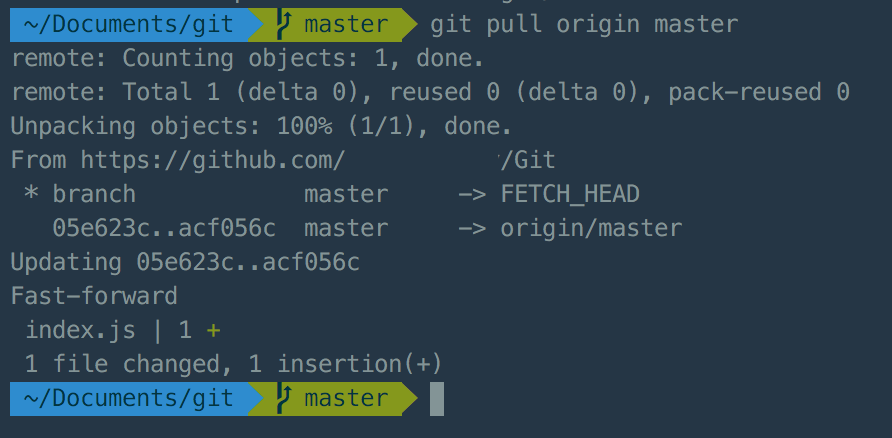 ~/Documents/git master git pull origin master
remote: Counting objects: 1, done.
remote: Total 1 (delta 0), reused 0 (delta 0), pack-reused 0
Unpacking objects: 100% (1/1), done.
From https://github.com/ /Git
* branch master -> FETCH_HEAD
05e623c..acf056c master -> origin/master
Updating 05e623c..acf056c
Fast-forward
index.js | 1 +
1 file changed, 1 insertion(+)
~/Documents/git master